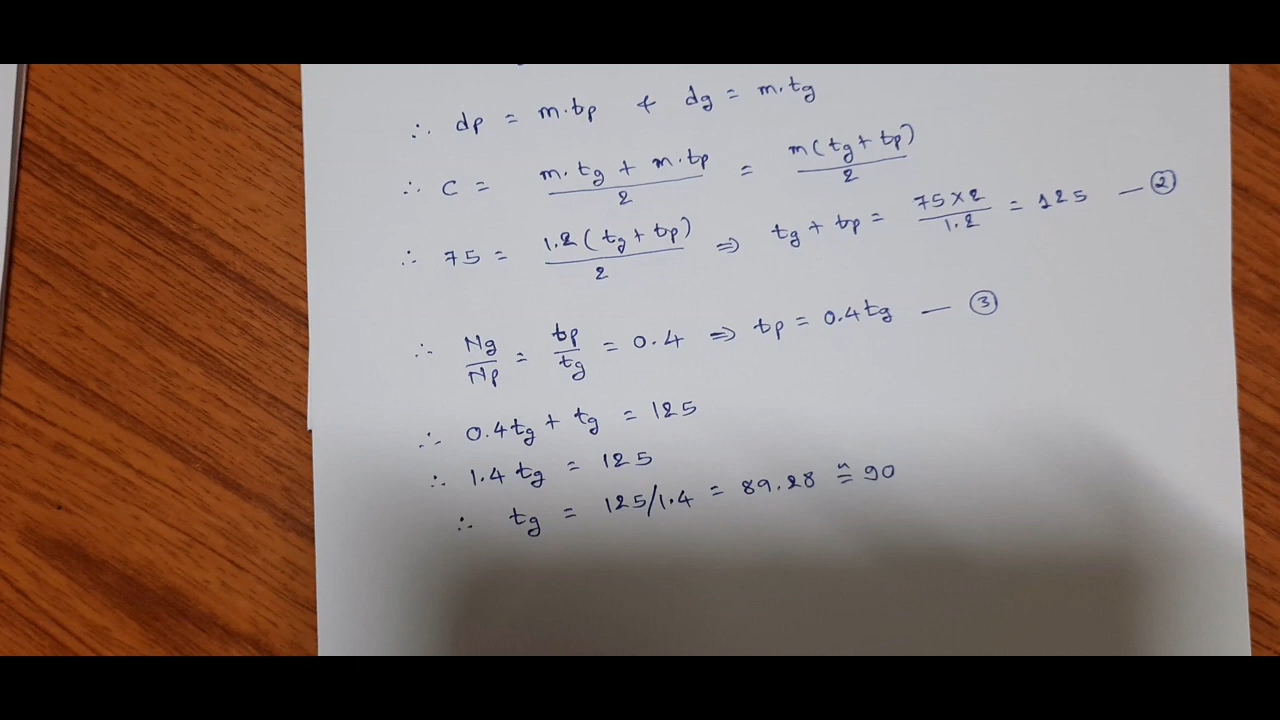 ∴ dp = m.tp & dg = m.tg
∴ C = (m.tg + m.tp)/2 = m(tg+tp)/2
∴ 75 = 1.2(tg+tp)/2 ⇒ tg + tp = 75×2/1.2 = 125 — ②
∴ Ng/Np = tp/tg = 0.4 ⇒ tp = 0.4tg — ③
∴ 0.4tg + tg = 125
∴ 1.4 tg = 125
∴ tg = 125/1.4 = 89.28 ≅ 90